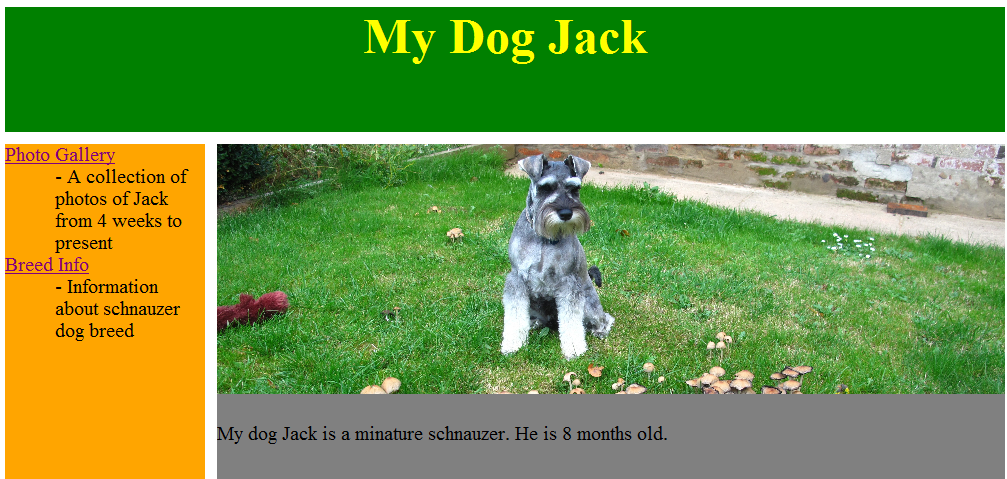 My Dog Jack
Photo Gallery
- A collection of
photos of Jack
from 4 weeks to
present
Breed Info
- Information
about schnauzer
dog breed
My dog Jack is a minature schnauzer. He is 8 months old.